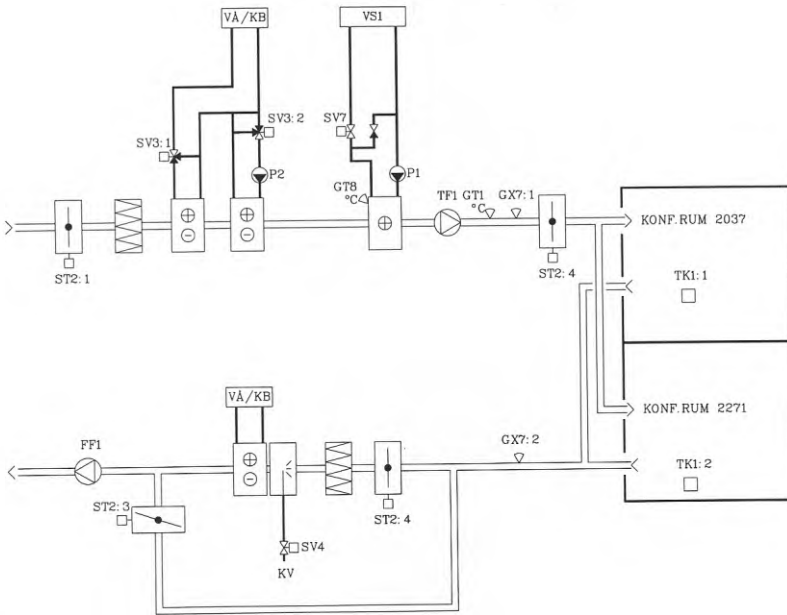 VÅ/KB
VS1
SV3:1
SV3:2
SV7
P2
P1
GT8
°C
TF1
GT1
°C
GX7:1
ST2:1
ST2:4
KONF.RUM 2037
TK1:1
KONF.RUM 2271
TK1:2
VÅ/KB
FF1
GX7:2
ST2:3
ST2:4
SV4
KV